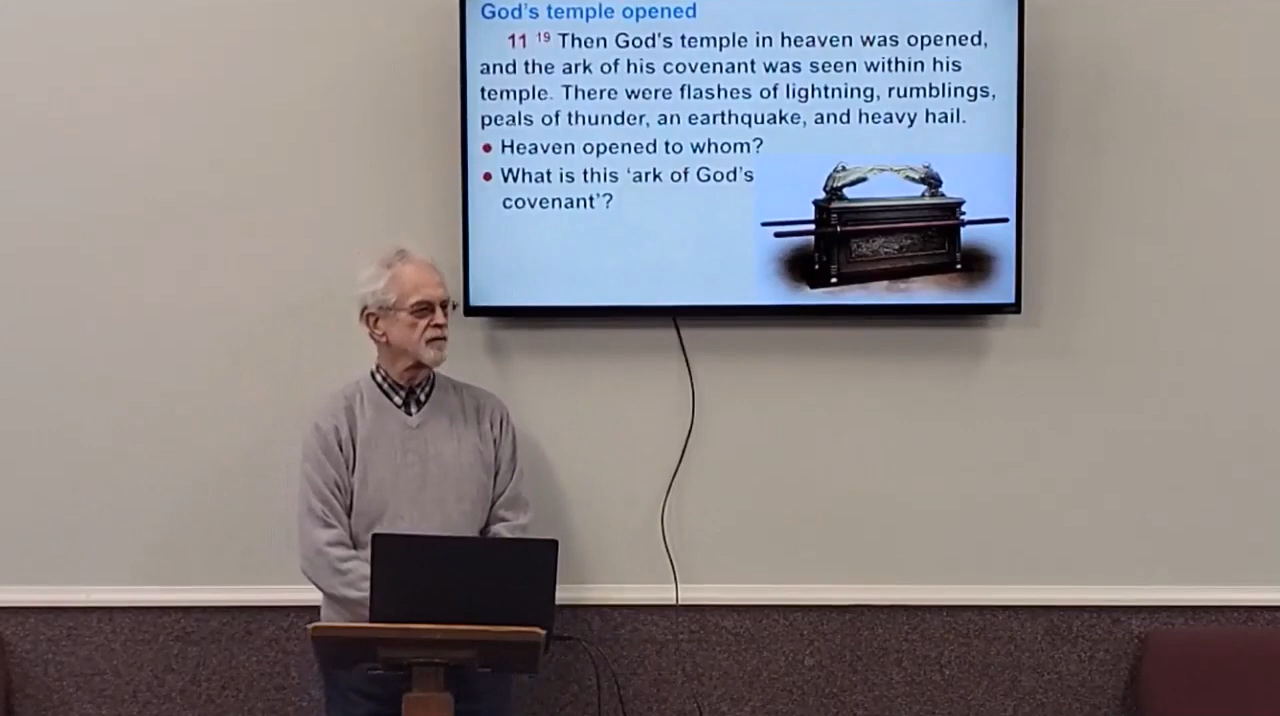 God's temple opened
11 19 Then God's temple in heaven was opened,
and the ark of his covenant was seen within his
temple. There were flashes of lightning, rumblings,
peals of thunder, an earthquake, and heavy hail.
• Heaven opened to whom?
• What is this ‘ark of God's
covenant’?